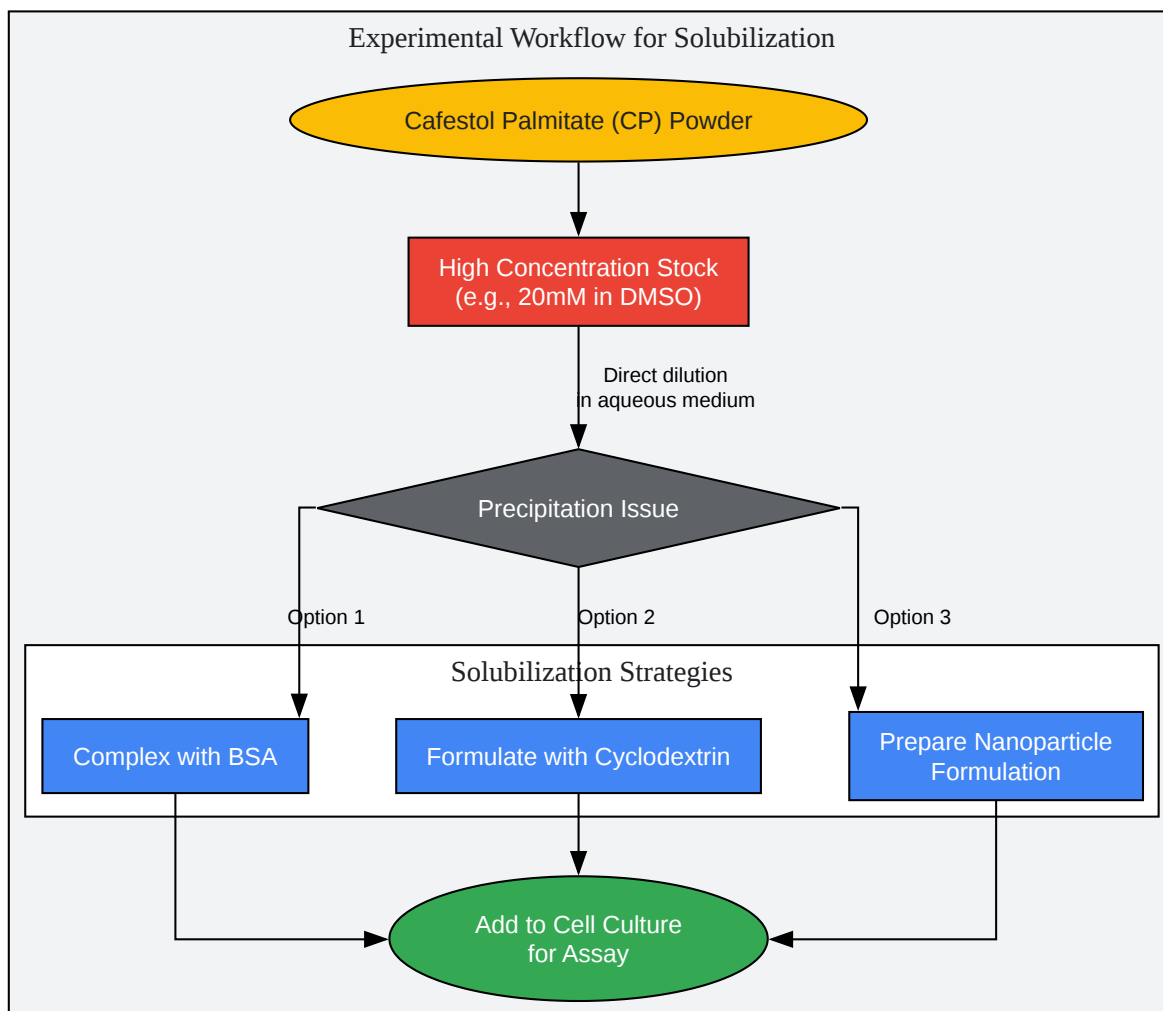 Experimental Workflow for Solubilization
Cafestol Palmitate (CP) Powder
High Concentration Stock
(e.g., 20mM in DMSO)
Direct dilution
in aqueous medium
Precipitation Issue
Option 1
Option 2
Option 3
Solubilization Strategies
Complex with BSA
Formulate with Cyclodextrin
Prepare Nanoparticle
Formulation
Add to Cell Culture
for Assay